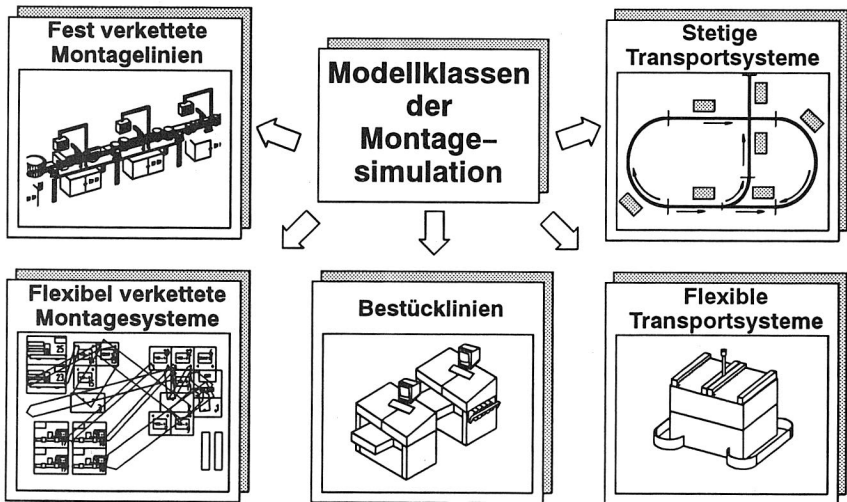 Fest verkettete
Montagelinien
Modellklassen
der
Montage–
simulation
Stetige
Transportsysteme
Flexibel verkettete
Montagesysteme
Bestücklinien
Flexible
Transportsysteme